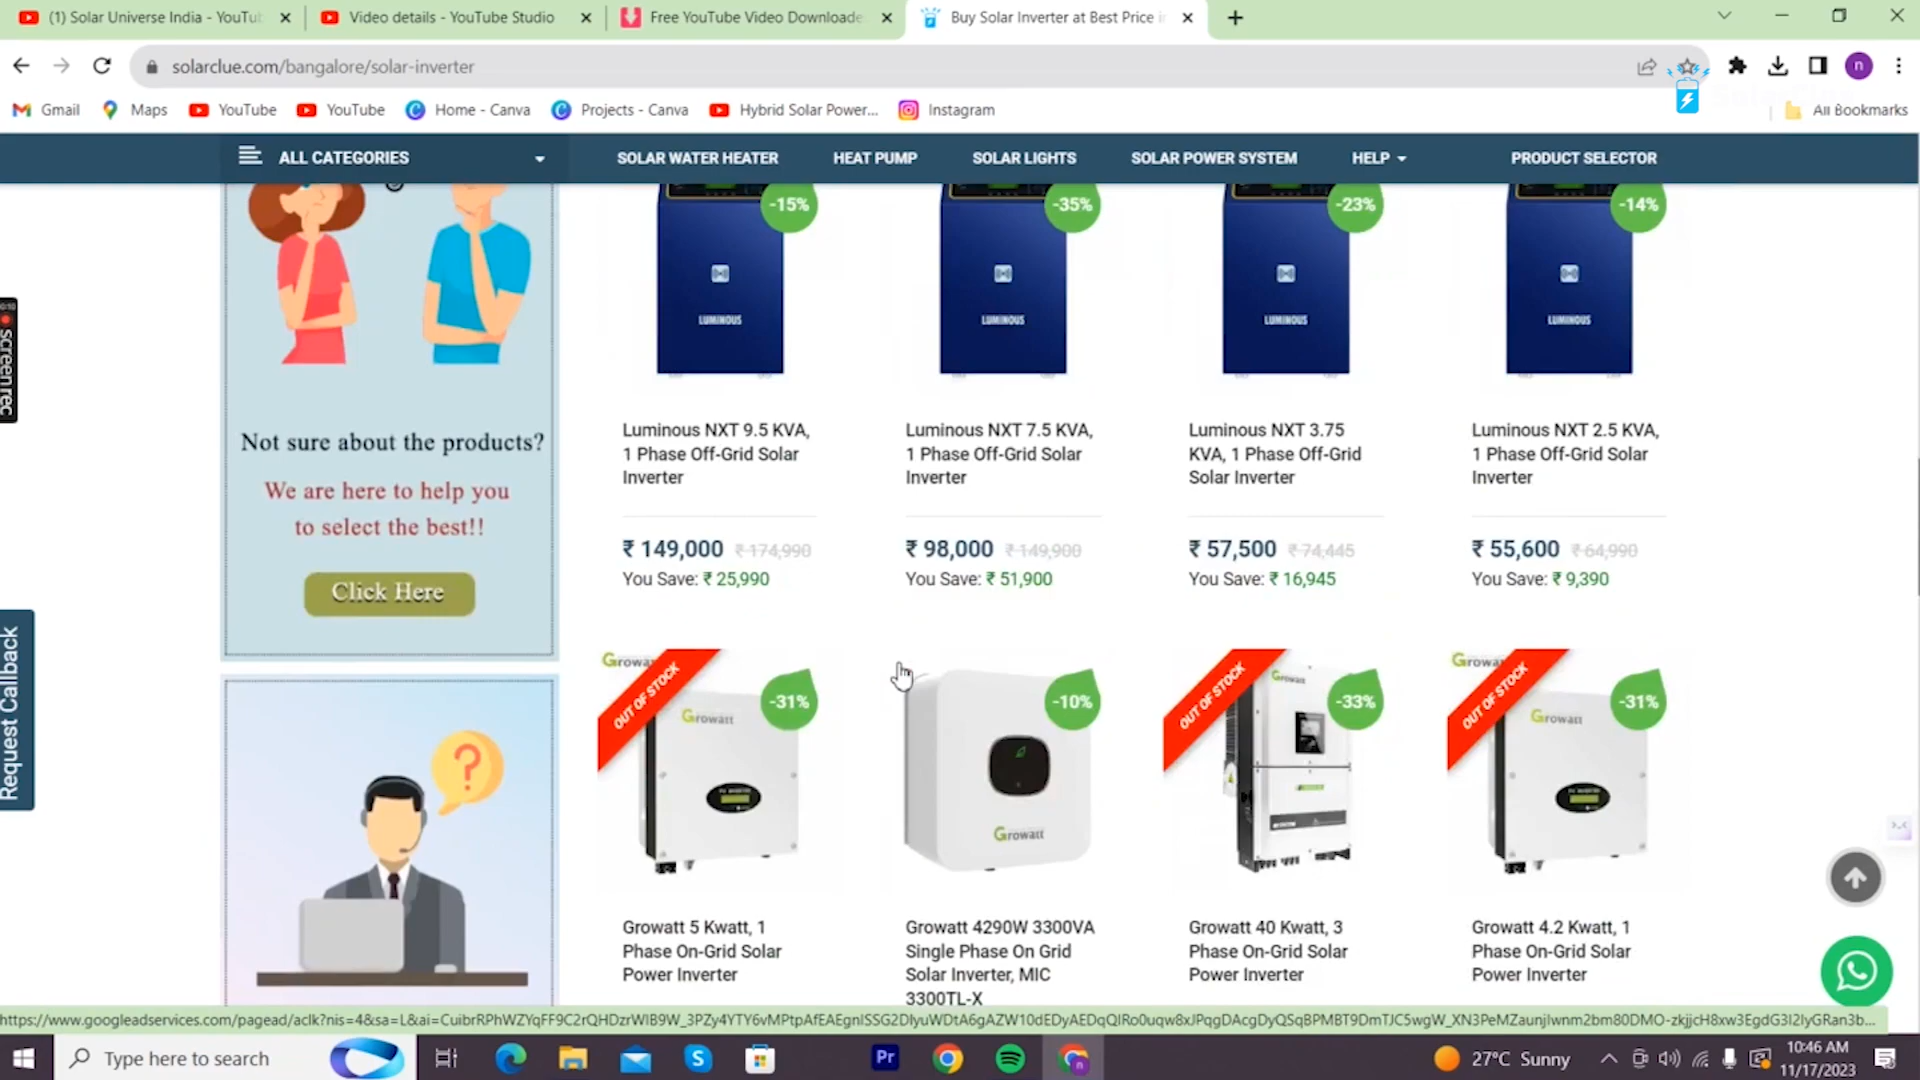 (1) Solar Universe India - YouTu
Video details - YouTube Studio
Free YouTube Video Downloade
Buy Solar Inverter at Best Price i
solarclue.com/bangalore/solar-inverter
n
Gmail
Maps
YouTube
YouTube
Home - Canva
Projects - Canva
Hybrid Solar Power...
Instagram
All Bookmarks
ALL CATEGORIES
SOLAR WATER HEATER
HEAT PUMP
SOLAR LIGHTS
SOLAR POWER SYSTEM
HELP
PRODUCT SELECTOR
screenrec
Request Callback
Not sure about the products?
We are here to help you
to select the best!!
Click Here
?
-15%
-35%
-23%
-14%
LUMINOUS
LUMINOUS
LUMINOUS
LUMINOUS
Luminous NXT 9.5 KVA,
1 Phase Off-Grid Solar
Inverter
₹ 149,000 ₹ 174,990
You Save: ₹ 25,990
Luminous NXT 7.5 KVA,
1 Phase Off-Grid Solar
Inverter
₹ 98,000 ₹ 149,900
You Save: ₹ 51,900
Luminous NXT 3.75
KVA, 1 Phase Off-Grid
Solar Inverter
₹ 57,500 ₹ 74,445
You Save: ₹ 16,945
Luminous NXT 2.5 KVA,
1 Phase Off-Grid Solar
Inverter
₹ 55,600 ₹ 64,990
You Save: ₹ 9,390
OUT OF STOCK
-31%
Growatt
-10%
Growatt
OUT OF STOCK
-33%
Growatt
OUT OF STOCK
-31%
Growatt
Growatt 5 Kwatt, 1
Phase On-Grid Solar
Power Inverter
Growatt 4290W 3300VA
Single Phase On Grid
Solar Inverter, MIC
3300TL-X
Growatt 40 Kwatt, 3
Phase On-Grid Solar
Power Inverter
Growatt 4.2 Kwatt, 1
Phase On-Grid Solar
Power Inverter
Type here to search
Pr
27°C Sunny
10:46 AM
11/17/2023